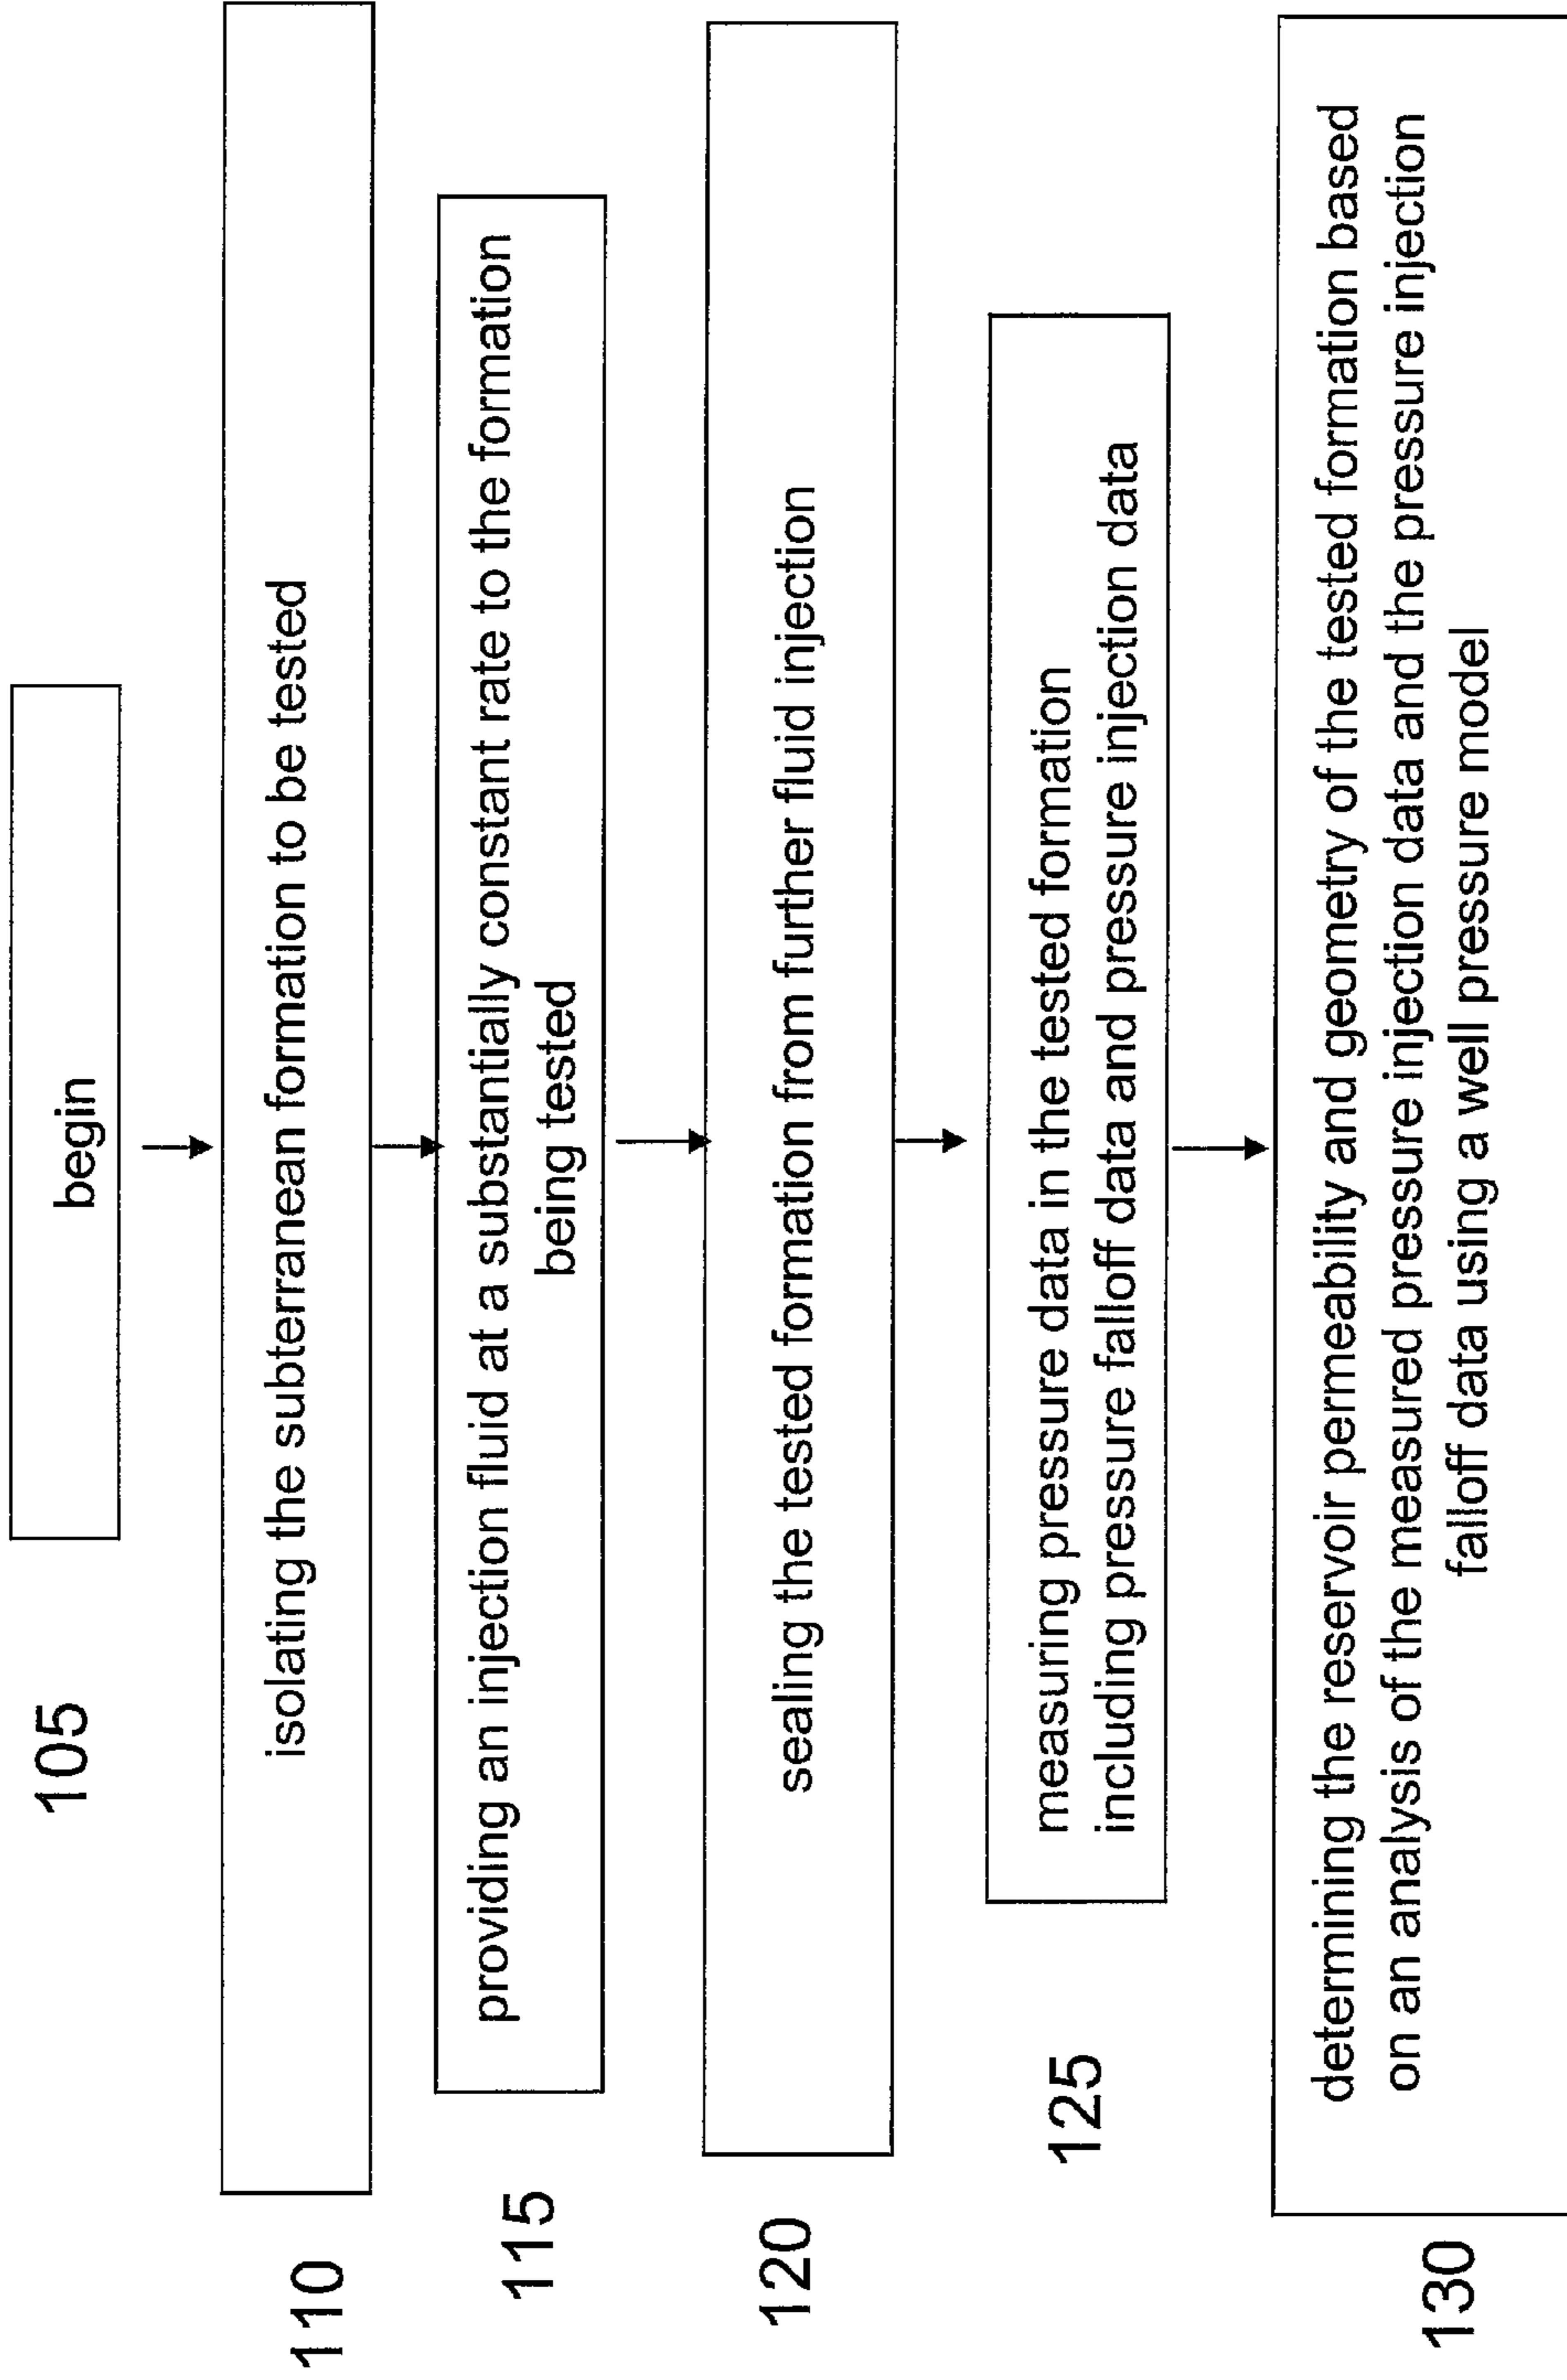 105
begin
110
isolating the subterranean formation to be tested
115
providing an injection fluid at a substantially constant rate to the formation
being tested
120
sealing the tested formation from further fluid injection
125
measuring pressure data in the tested formation
including pressure falloff data and pressure injection data
130
determining the reservoir permeability and geometry of the tested formation based
on an analysis of the measured pressure injection data and the pressure injection
falloff data using a well pressure model